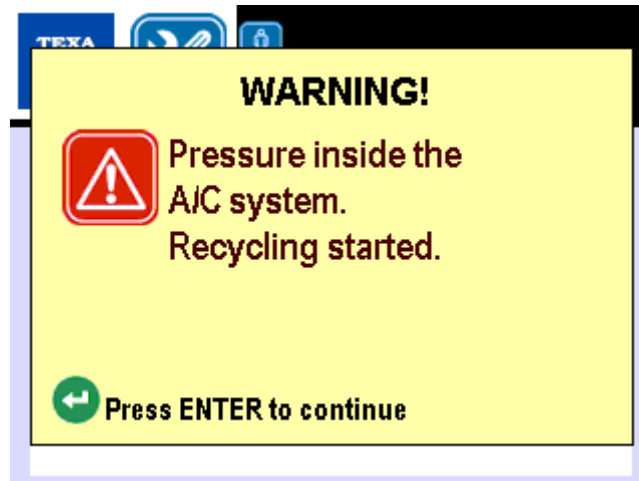 TEXA
WARNING!
Pressure inside the
A/C system.
Recycling started.
Press ENTER to continue